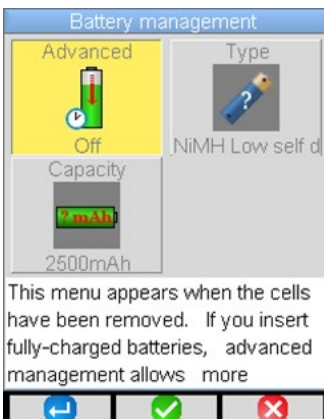 Battery management
Advanced
Type
?
Off
NiMH Low self d
Capacity
? mAh
2500mAh
This menu appears when the cells
have been removed. If you insert
fully-charged batteries, advanced
management allows more